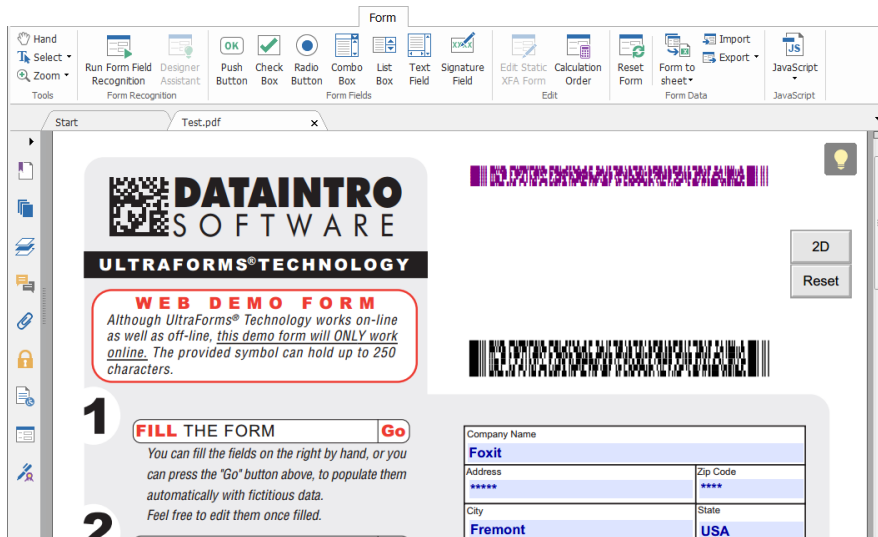 Form
Hand
Select
Zoom
Tools
Run Form Field
Recognition
Designer
Assistant
Form Recognition
OK
Push
Button
Check
Box
Radio
Button
Combo
Box
List
Box
Text
Field
XXXX
Signature
Field
Form Fields
Edit Static
XFA Form
Calculation
Order
Edit
Reset
Form
Form to
sheet
Import
Export
Form Data
JS
JavaScript
JavaScript
Start
Test.pdf x
DATAINTRO
SOFTWARE
ULTRAFORMS®TECHNOLOGY
WEB DEMO FORM
Although UltraForms® Technology works on-line
as well as off-line, this demo form will ONLY work
online. The provided symbol can hold up to 250
characters.
2D
Reset
1
FILL THE FORM Go
You can fill the fields on the right by hand, or you
can press the "Go" button above, to populate them
automatically with fictitious data.
Feel free to edit them once filled.
2
Company Name
Foxit
Address Zip Code
***** ****
City State
Fremont USA